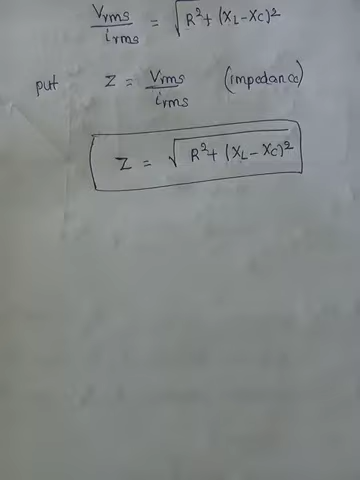 Vrms/irms = √R²+(XL-XC)²
put Z = Vrms/irms (impedance)
Z = √R²+(XL-XC)²